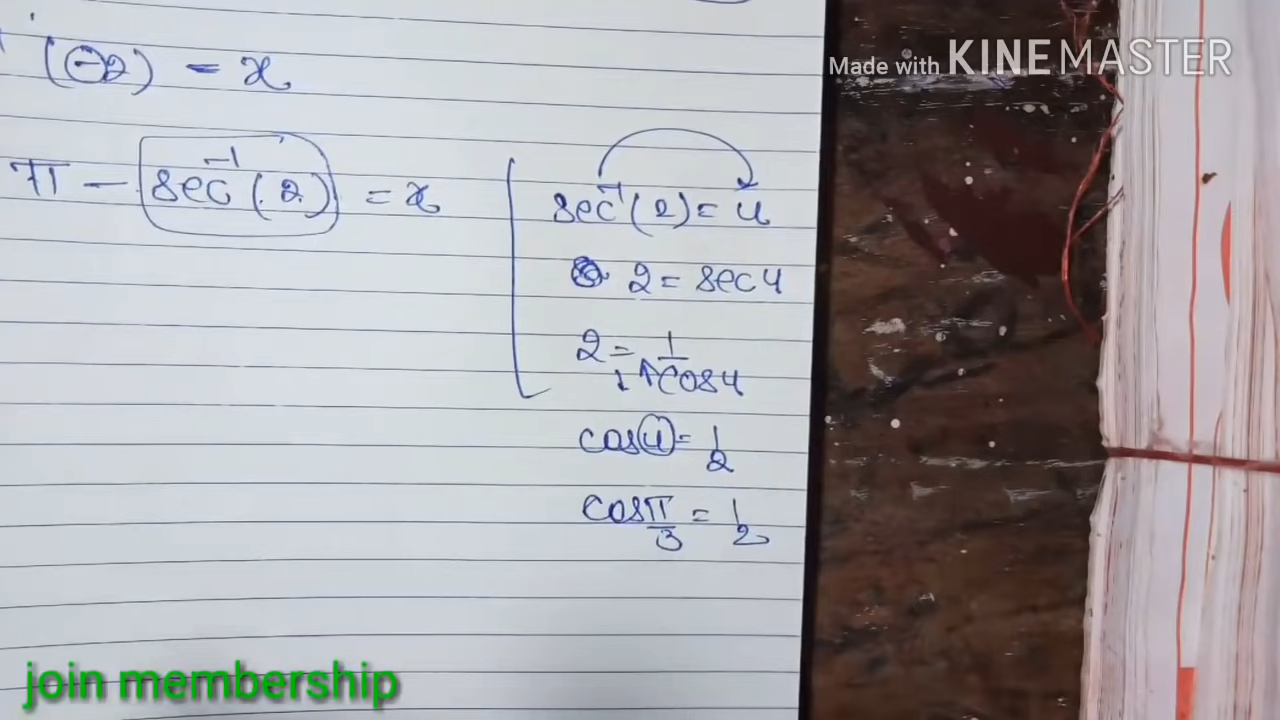 Made with KINEMASTER
(-2) = x
π - sec⁻¹(2) = x
sec⁻¹(2) = u
2 = sec u
2 = 1/cos u
cos u = 1/2
cos π/3 = 1/2
join membership